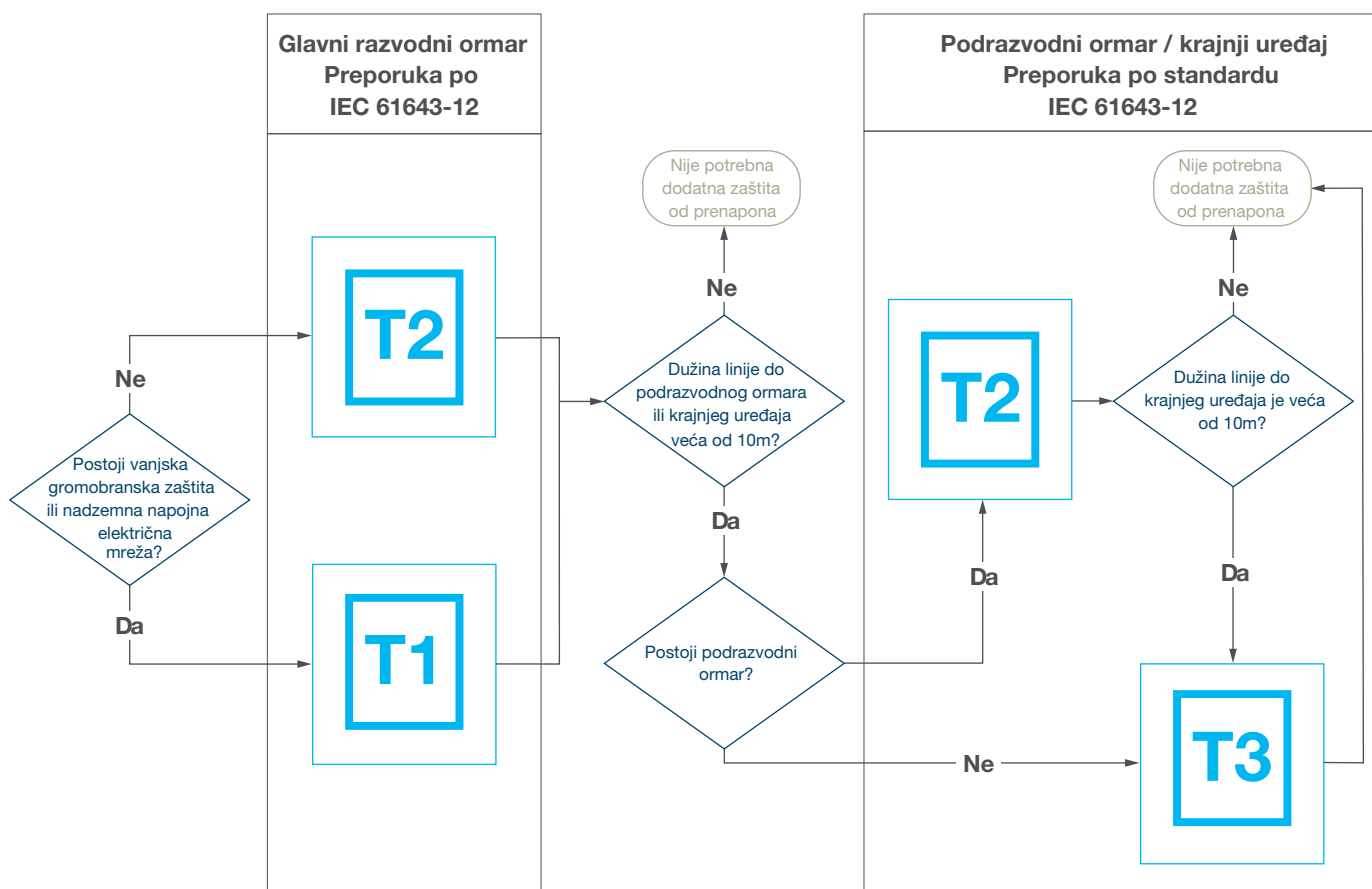 Glavni razvodni ormar
Preporuka po
IEC 61643-12
Podrazvodni ormar / krajnji uređaj
Preporuka po standardu
IEC 61643-12
Nije potrebna
dodatna zaštita
od prenapona
Nije potrebna
dodatna zaštita
od prenapona
Ne
Postoji vanjska
gromobranska zaštita
ili nadzemna napojna
električna
mreža?
Da
T2
T1
Ne
Dužina linije do
podrazvodnog ormara
ili krajnjeg uređaja
veća od 10m?
Da
Postoji podrazvodni
ormar?
Da
Ne
T2
Ne
Dužina linije do
krajnjeg uređaja je veća
od 10m?
Da
T3